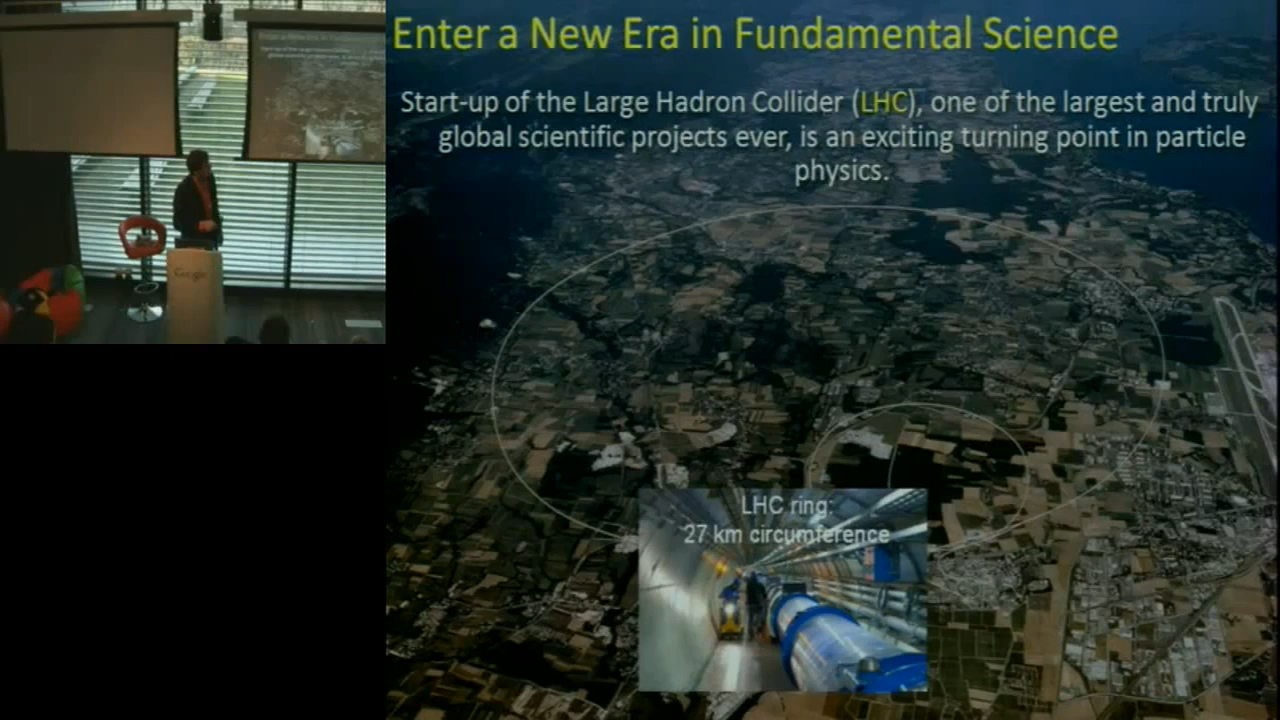 Enter a New Era in Fundamental Science
Start-up of the Large Hadron Collider (LHC), one of the largest and truly
global scientific projects ever, is an exciting turning point in particle
physics.
LHC ring:
27 km circumference
Google